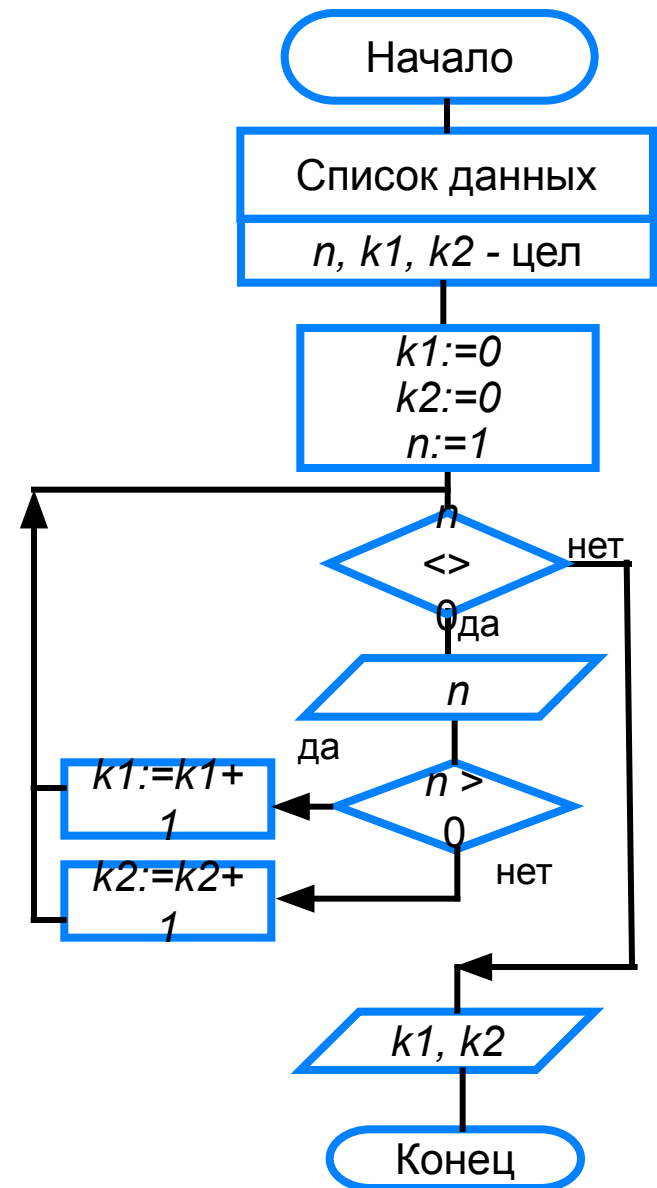 Начало
Список данных
n, k1, k2 - цел
k1:=0
k2:=0
n:=1
n
<>
0
нет
да
n
да
n >
0
нет
k1:=k1+
1
k2:=k2+
1
k1, k2
Конец